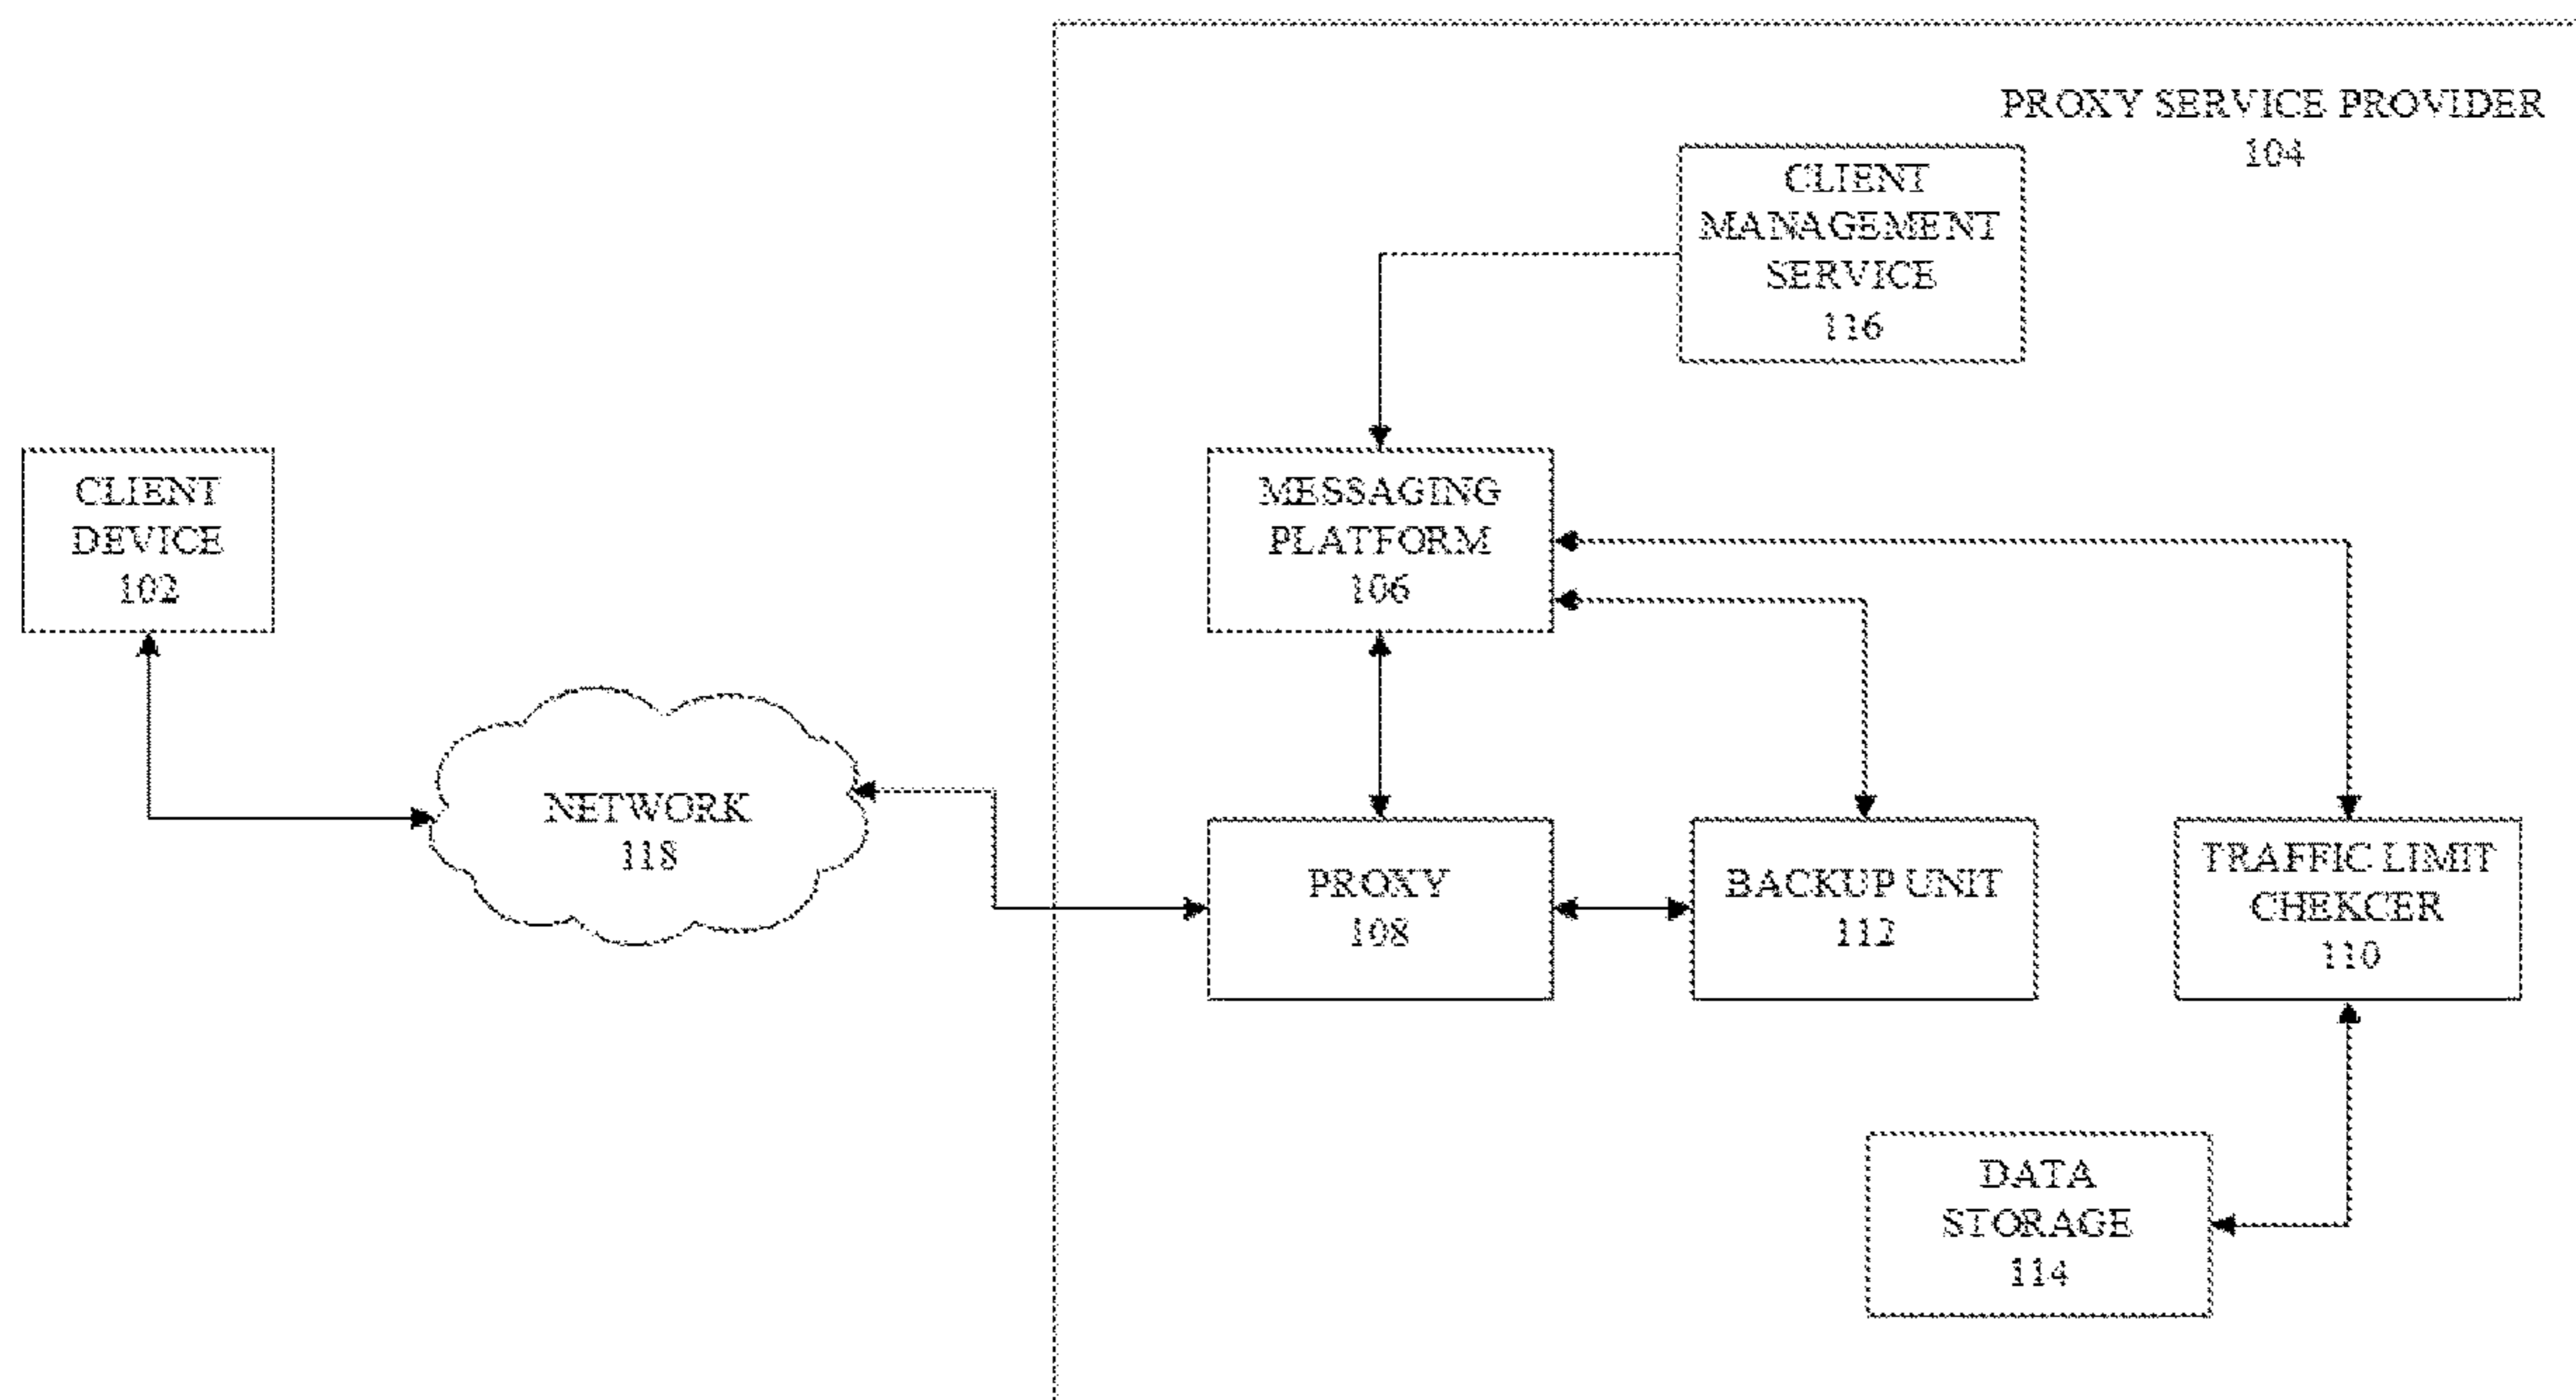 PROXY SERVICE PROVIDER
104
CLIENT
MANAGEMENT
SERVICE
116
CLIENT
DEVICE
102
MESSAGING
PLATFORM
106
NETWORK
118
PROXY
108
BACKUP UNIT
112
TRAFFIC LIMIT
CHEKCER
110
DATA
STORAGE
114